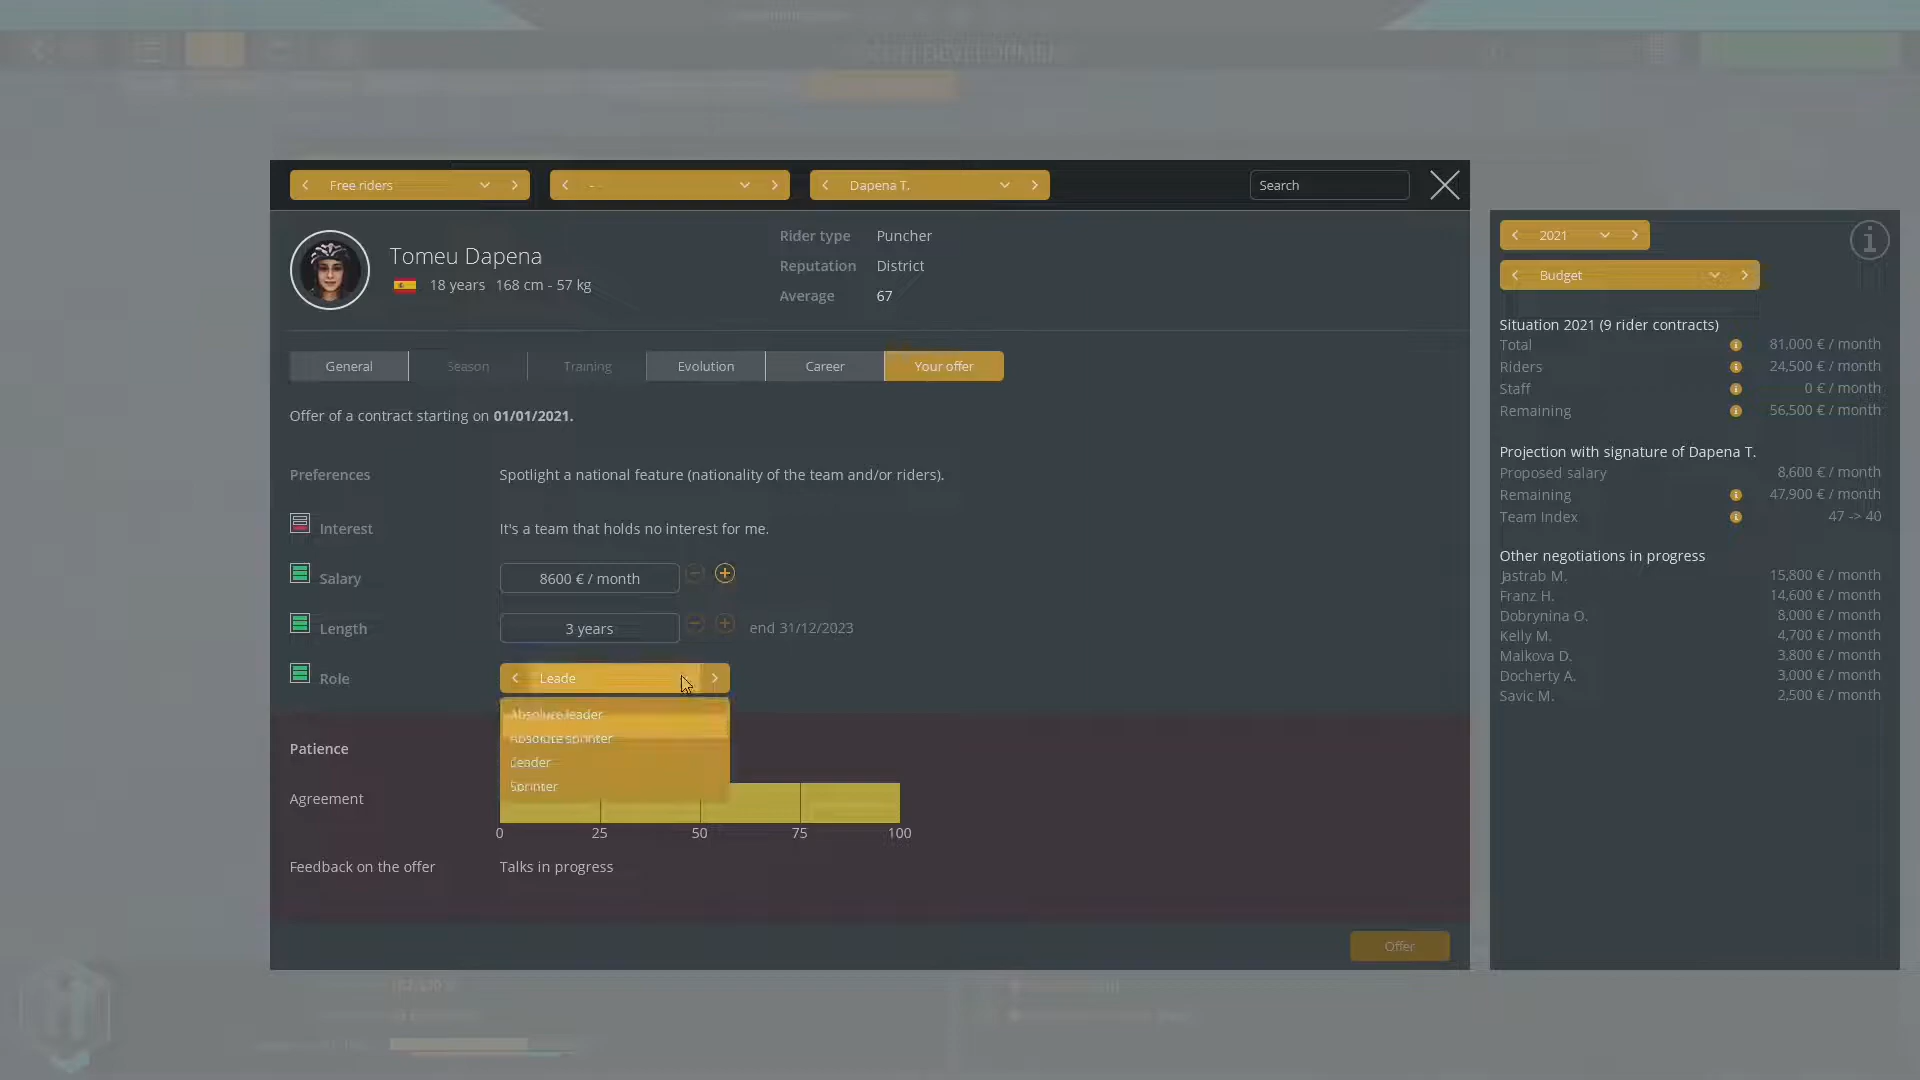 Free riders
- -
Dapena T.
Search
Tomeu Dapena
18 years 168 cm - 57 kg
Rider type Puncher
Reputation District
Average 67
General Season Training Evolution Career Your offer
Offer of a contract starting on 01/01/2021.
Preferences Spotlight a national feature (nationality of the team and/or riders).
Interest It's a team that holds no interest for me.
Salary 8600 € / month
Length 3 years end 31/12/2023
Role Leade
Absolute leader
Absolute sprinter
Leader
Sprinter
Patience
Agreement
0 25 50 75 100
Feedback on the offer Talks in progress
Offer
2021
Budget
Situation 2021 (9 rider contracts)
Total 81,000 € / month
Riders 24,500 € / month
Staff 0 € / month
Remaining 56,500 € / month
Projection with signature of Dapena T.
Proposed salary 8,600 € / month
Remaining 47,900 € / month
Team Index 47 -> 40
Other negotiations in progress
Jastrab M. 15,800 € / month
Franz H. 14,600 € / month
Dobrynina O. 8,000 € / month
Kelly M. 4,700 € / month
Malkova D. 3,800 € / month
Docherty A. 3,000 € / month
Savic M. 2,500 € / month